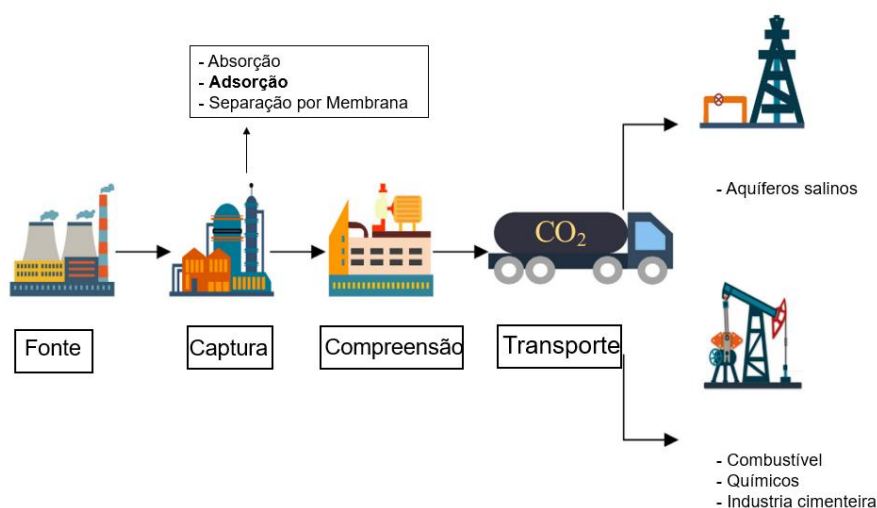 - Absorção
- Adsorção
- Separação por Membrana
CO₂
- Aquíferos salinos
Fonte
Captura
Compreensão
Transporte
- Combustível
- Químicos
- Industria cimenteira